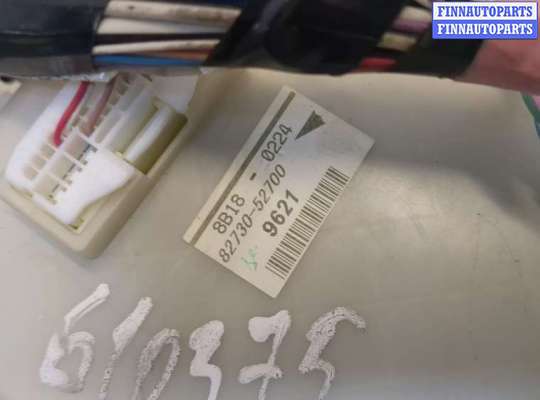 FINNAUTOPARTS
FINNAUTOPARTS
8B18 - 0224
82730-52700
9621
610375